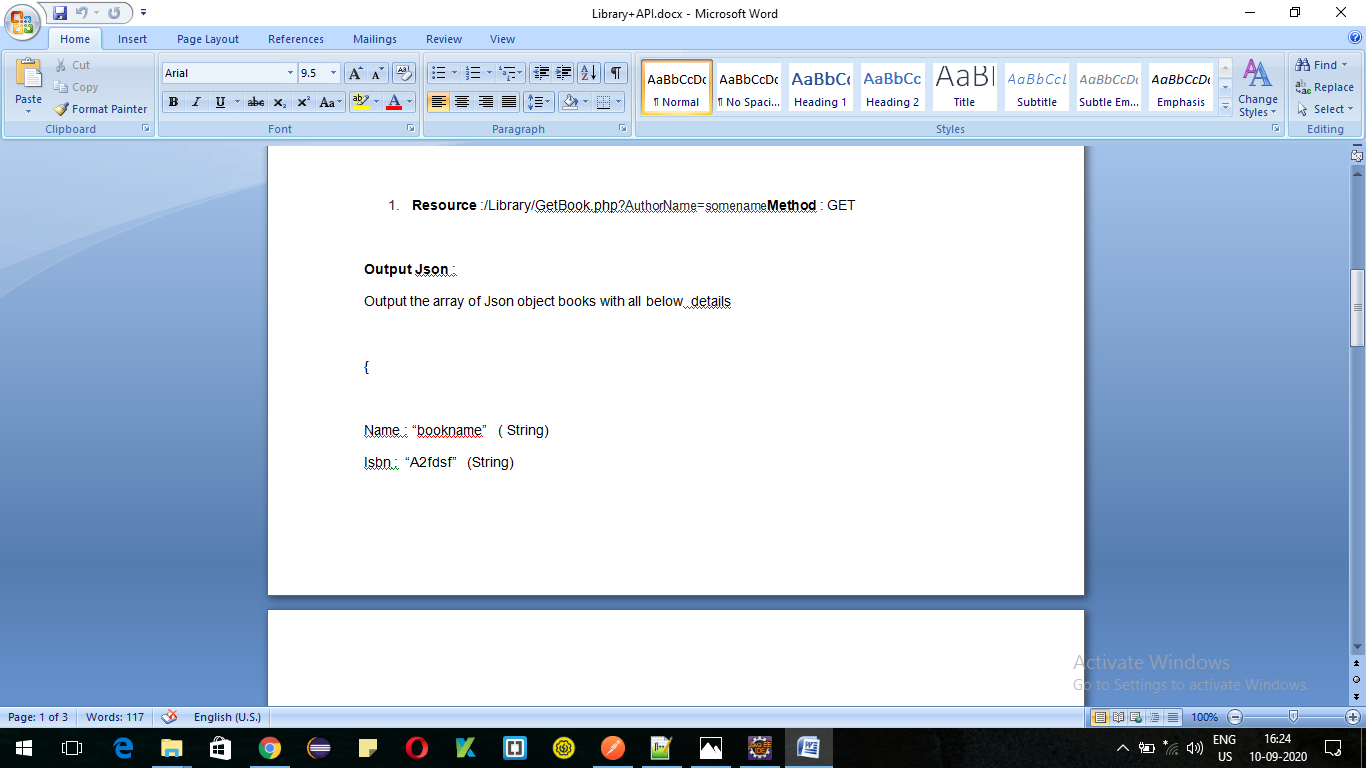 Library+API.docx - Microsoft Word
Home Insert Page Layout References Mailings Review View
Paste
Cut
Copy
Format Painter
Clipboard
Arial 9.5
B I U abc x₂ x² Aa
Font
Paragraph
AaBbCcDc AaBbCcDc AaBbCc AaBbCc AaBl AaBbCcL AaBbCcDc AaBbCcDc
¶ Normal ¶ No Spaci... Heading 1 Heading 2 Title Subtitle Subtle Em... Emphasis
Change
Styles
Styles
Find
Replace
Select
Editing
1. Resource :/Library/GetBook.php?AuthorName=somenameMethod : GET
Output Json :
Output the array of Json object books with all below details
{
Name : “bookname” ( String)
Isbn : “A2fdsf” (String)
Activate Windows
Go to Settings to activate Windows.
Page: 1 of 3 Words: 117 English (U.S.) 100%
ENG
US
16:24
10-09-2020